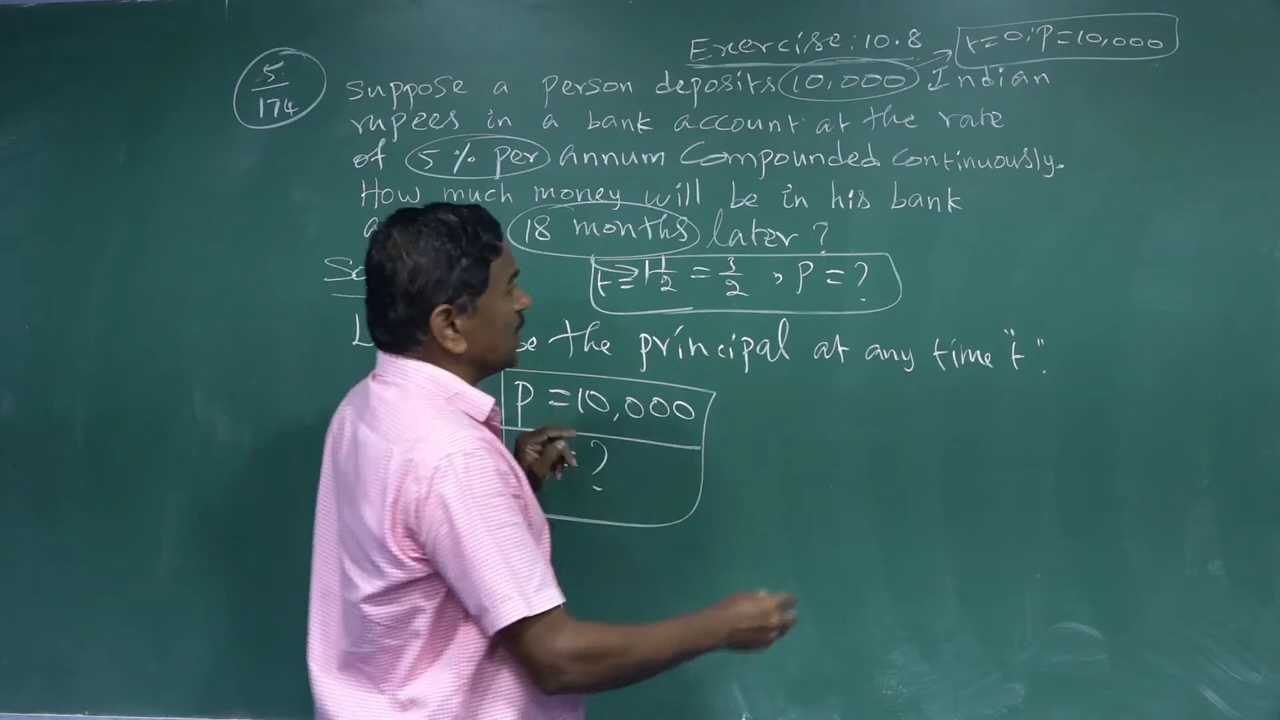 Exercise: 10.8
t=0; P=10,000
5
174
Suppose a person deposits 10,000 Indian
rupees in a bank account at the rate
of 5% per annum Compounded Continuously.
How much money will be in his bank
18 months later?
t=1 1/2 = 3/2, P=?
be the principal at any time "t".
P=10,000
?